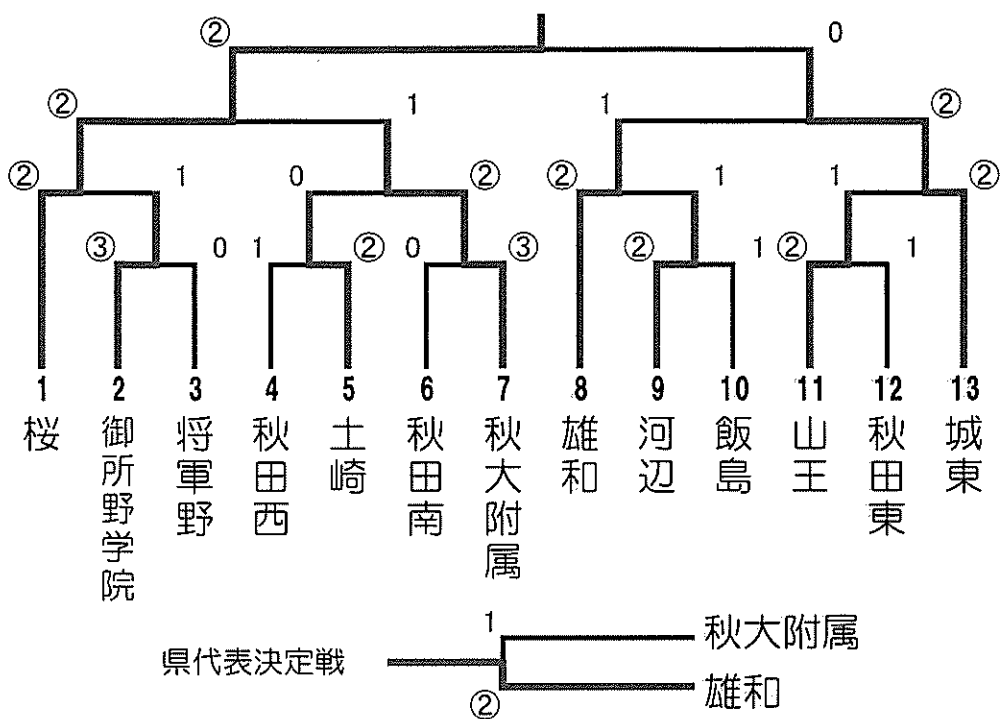 ② 0
② 1 1 ②
② 1 0 ② ② 1 1 ②
③ 0 1 ② 0 ③ ② 1 ② 1
1 2 3 4 5 6 7 8 9 10 11 12 13
桜
御所野学院
将軍野
秋田西
土崎
秋田南
秋大附属
雄和
河辺
飯島
山王
秋田東
城東
1 秋大附属
県代表決定戦
② 雄和